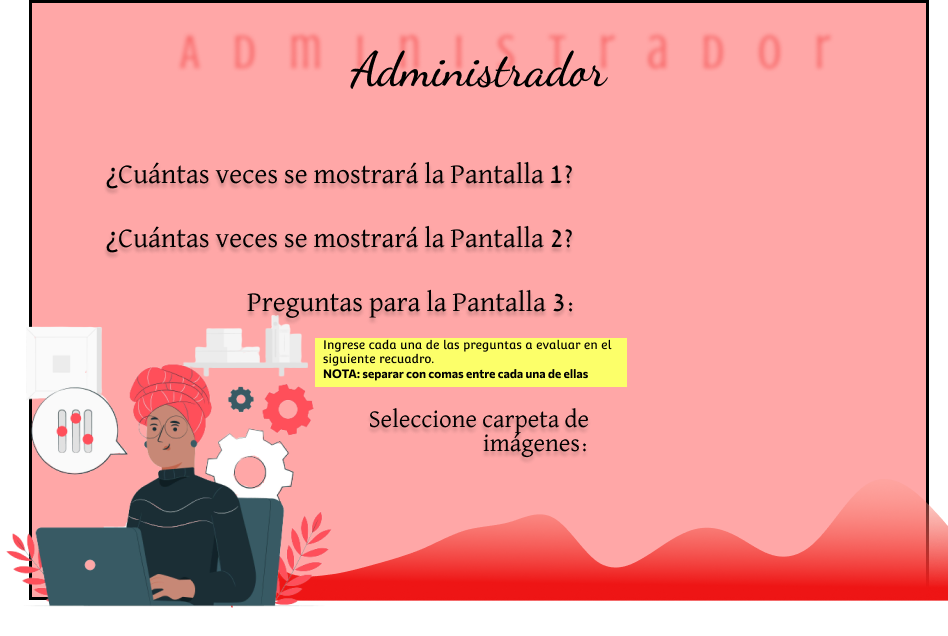 Administrador
Administrador
¿Cuántas veces se mostrará la Pantalla 1?
¿Cuántas veces se mostrará la Pantalla 2?
Preguntas para la Pantalla 3:
Ingrese cada una de las preguntas a evaluar en el
siguiente recuadro.
NOTA: separar con comas entre cada una de ellas
Seleccione carpeta de
imágenes: